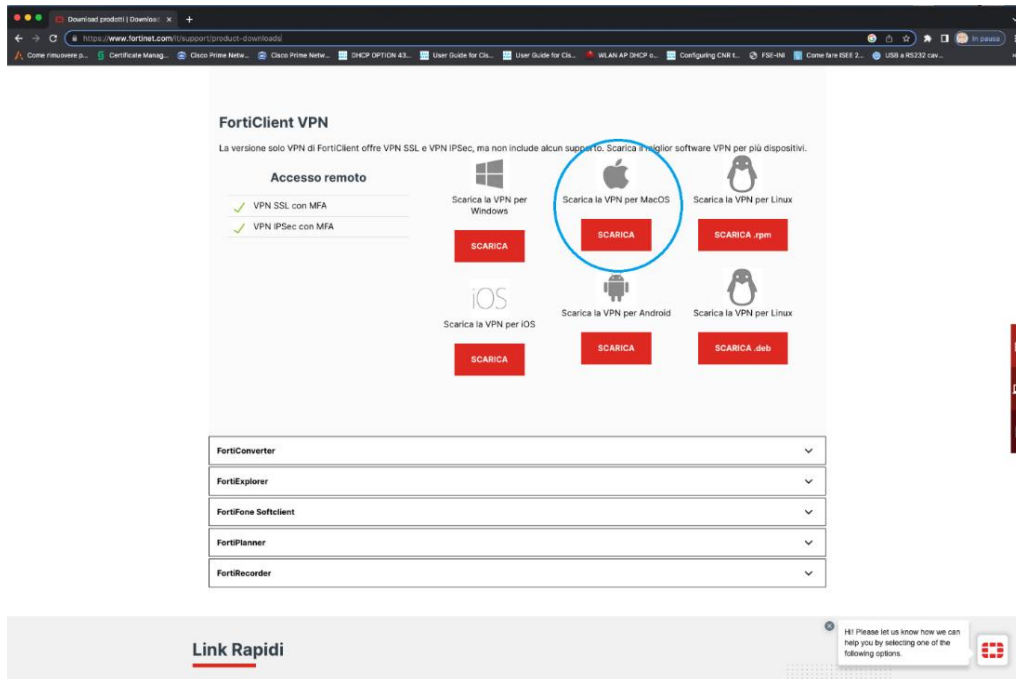 Download prodotti | Download
https://www.fortinet.com/it/support/product-downloads
In pausa
Come rimuovere p...
Certificate Manag...
Cisco Prime Netw...
Cisco Prime Netw...
DHCP OPTION 43...
User Guide for Cis...
User Guide for Cis...
WLAN AP DHCP o...
Configuring CNR t...
FSE-INI
Come fare ISEE 2...
USB a RS232 cav...
FortiClient VPN
La versione solo VPN di FortiClient offre VPN SSL e VPN IPSec, ma non include alcun supporto. Scarica il miglior software VPN per più dispositivi.
Accesso remoto
VPN SSL con MFA
VPN IPSec con MFA
Scarica la VPN per
Windows
SCARICA
Scarica la VPN per MacOS
SCARICA
Scarica la VPN per Linux
SCARICA .rpm
iOS
Scarica la VPN per iOS
SCARICA
Scarica la VPN per Android
SCARICA
Scarica la VPN per Linux
SCARICA .deb
FortiConverter
FortiExplorer
FortiFone Softclient
FortiPlanner
FortiRecorder
Link Rapidi
Hi! Please let us know how we can
help you by selecting one of the
following options.